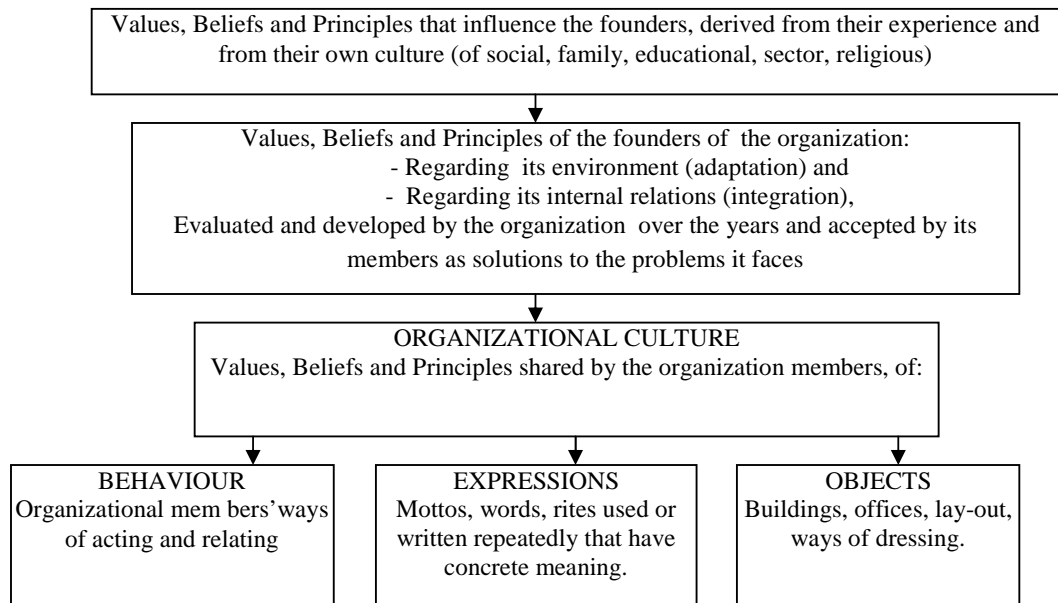 Values, Beliefs and Principles that influence the founders, derived from their experience and
from their own culture (of social, family, educational, sector, religious)
Values, Beliefs and Principles of the founders of the organization:
- Regarding its environment (adaptation) and
- Regarding its internal relations (integration),
Evaluated and developed by the organization over the years and accepted by its
members as solutions to the problems it faces
ORGANIZATIONAL CULTURE
Values, Beliefs and Principles shared by the organization members, of:
BEHAVIOUR
Organizational mem bers'ways
of acting and relating
EXPRESSIONS
Mottos, words, rites used or
written repeatedly that have
concrete meaning.
OBJECTS
Buildings, offices, lay-out,
ways of dressing.